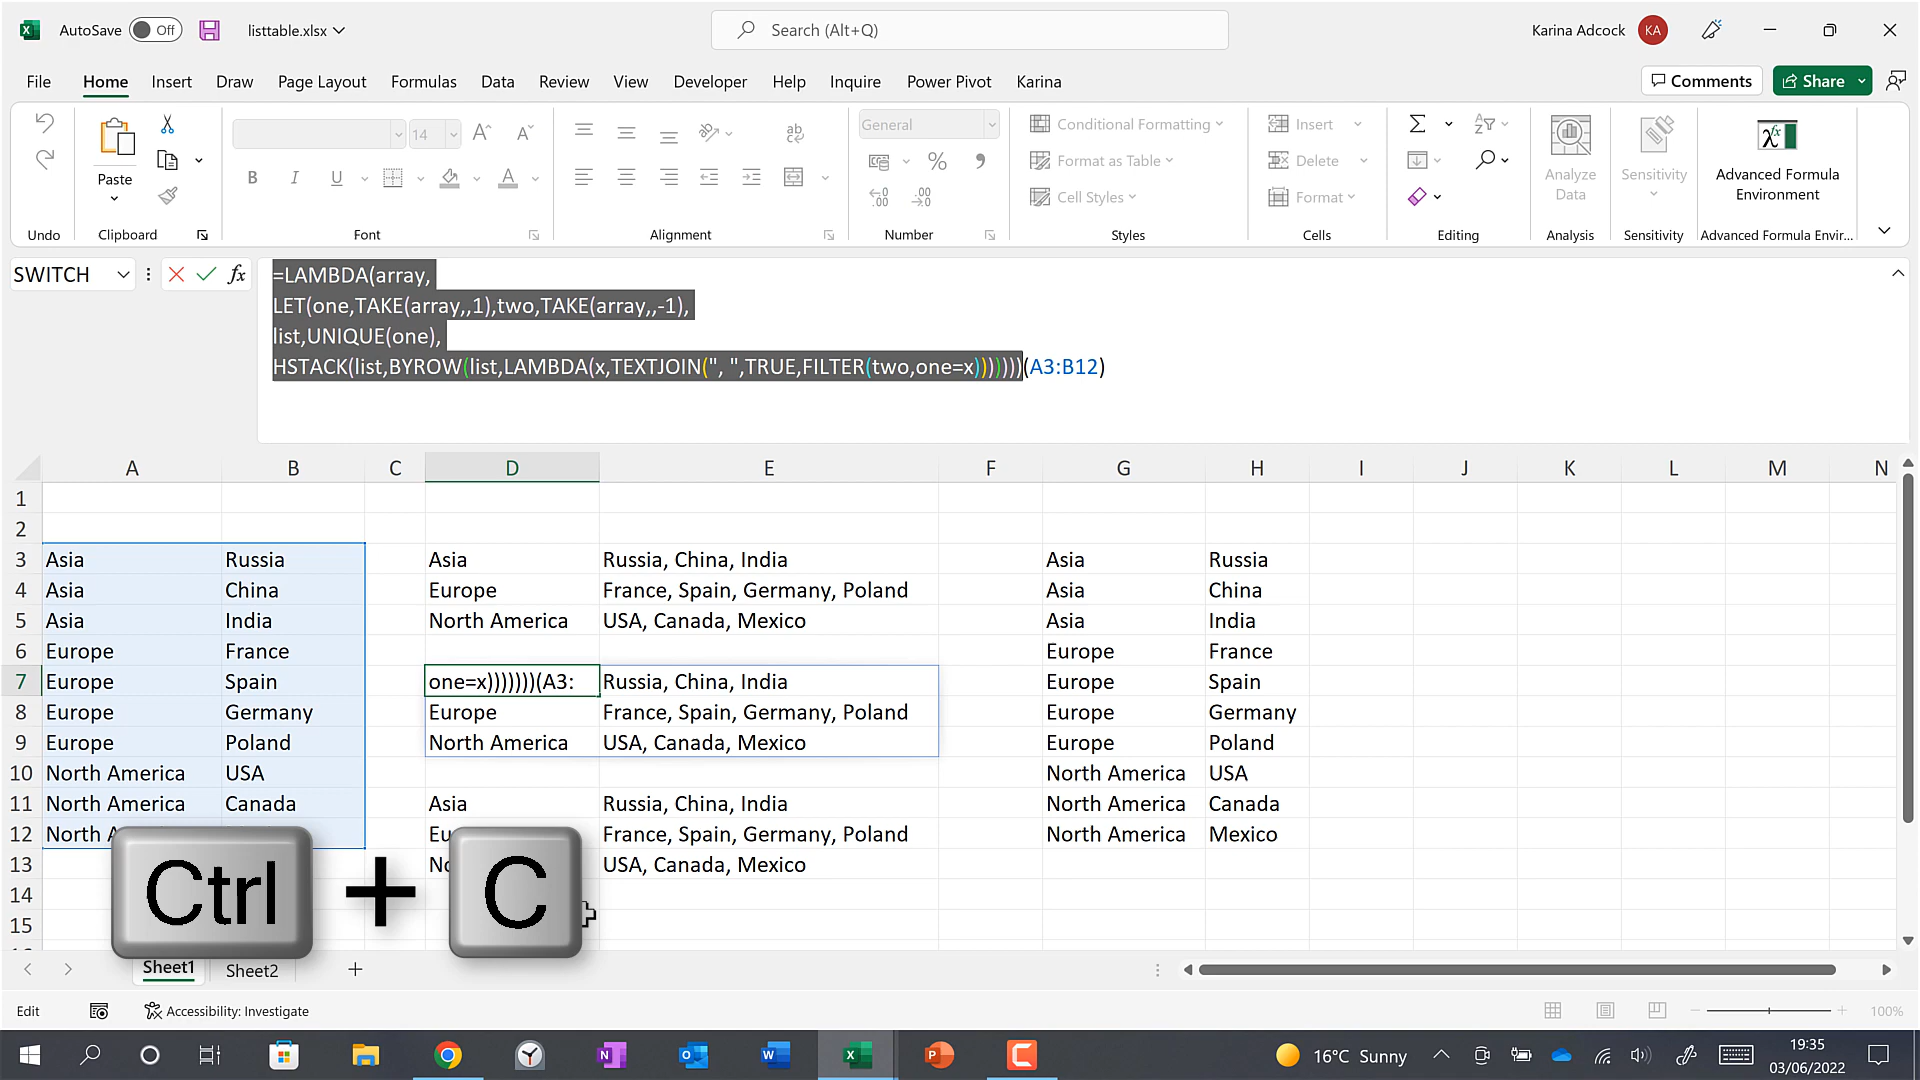 AutoSave Off listtable.xlsx Search (Alt+Q) Karina Adcock KA
File Home Insert Draw Page Layout Formulas Data Review View Developer Help Inquire Power Pivot Karina Comments Share
14 General Conditional Formatting Insert
Paste Format as Table Delete Analyze Data Sensitivity Advanced Formula Environment
B I U A % Cell Styles Format
Undo Clipboard Font Alignment Number Styles Cells Editing Analysis Sensitivity Advanced Formula Envir...
SWITCH fx =LAMBDA(array,
LET(one,TAKE(array,,1),two,TAKE(array,,-1),
list,UNIQUE(one),
HSTACK(list,BYROW(list,LAMBDA(x,TEXTJOIN(", ",TRUE,FILTER(two,one=x)))))))(A3:B12)
A B C D E F G H I J K L M N
1
2
3 Asia Russia Asia Russia, China, India Asia Russia
4 Asia China Europe France, Spain, Germany, Poland Asia China
5 Asia India North America USA, Canada, Mexico Asia India
6 Europe France Europe France
7 Europe Spain one=x)))))))(A3: Russia, China, India Europe Spain
8 Europe Germany Europe France, Spain, Germany, Poland Europe Germany
9 Europe Poland North America USA, Canada, Mexico Europe Poland
10 North America USA North America USA
11 North America Canada Asia Russia, China, India North America Canada
12 North France, Spain, Germany, Poland North America Mexico
13 USA, Canada, Mexico
14
15
Ctrl + C
Sheet1 Sheet2
Edit Accessibility: Investigate 100%
16°C Sunny 19:35
03/06/2022